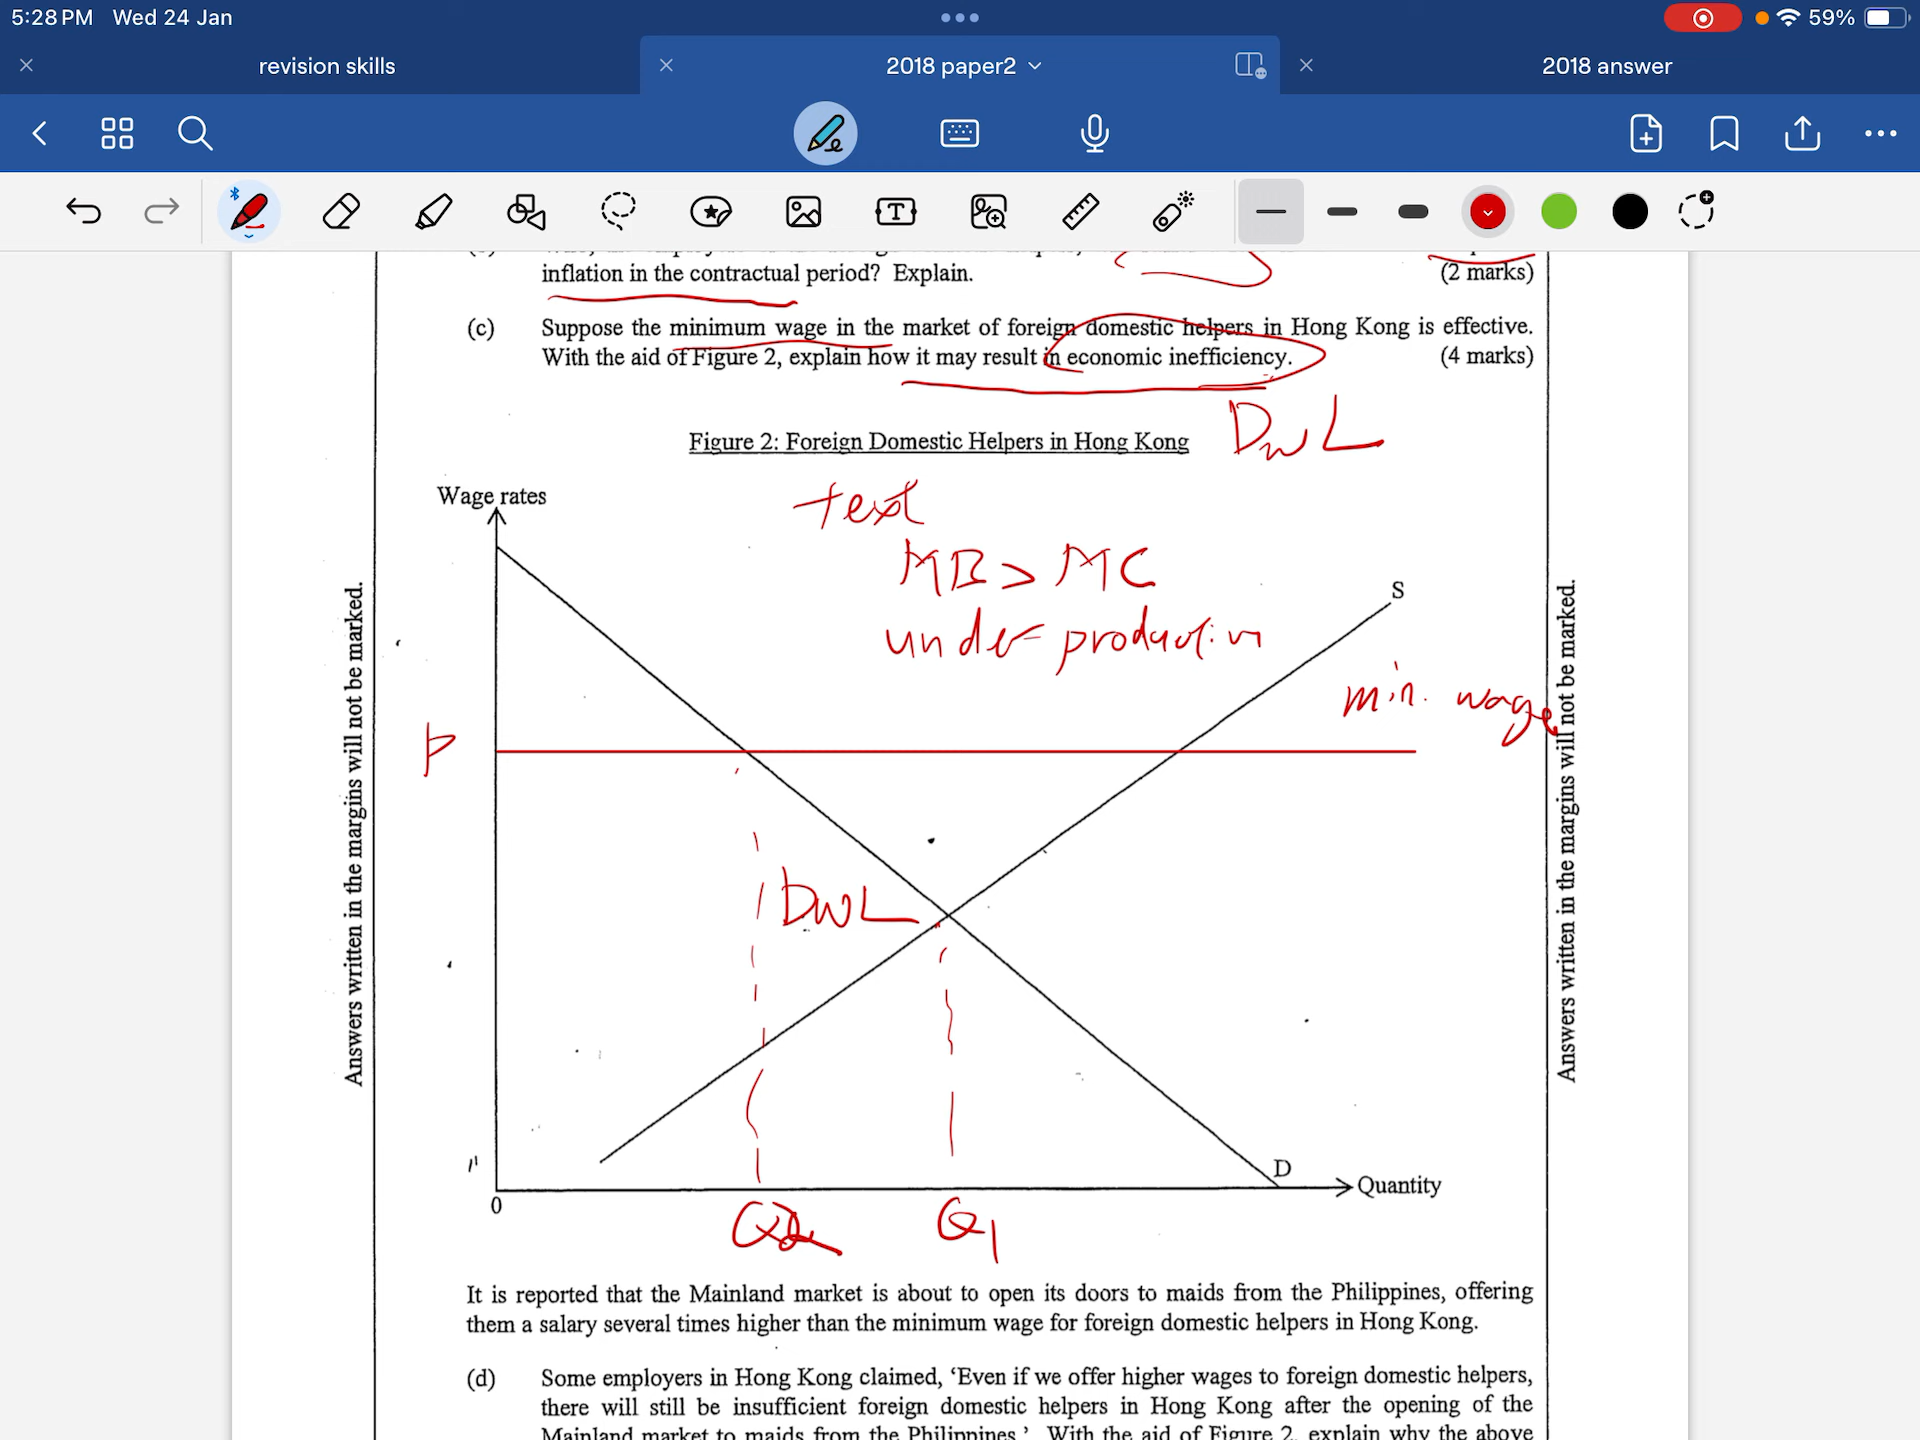 5:28 PM Wed 24 Jan
59%
revision skills
2018 paper2
2018 answer
inflation in the contractual period? Explain.
(2 marks)
(c) Suppose the minimum wage in the market of foreign domestic helpers in Hong Kong is effective.
With the aid of Figure 2, explain how it may result in economic inefficiency. (4 marks)
DWL
Figure 2: Foreign Domestic Helpers in Hong Kong
Wage rates
text
MB > MC
under production
S
min. wage
P
DWL
D
Quantity
0
Q2
Q1
Answers written in the margins will not be marked.
Answers written in the margins will not be marked.
It is reported that the Mainland market is about to open its doors to maids from the Philippines, offering
them a salary several times higher than the minimum wage for foreign domestic helpers in Hong Kong.
(d) Some employers in Hong Kong claimed, ‘Even if we offer higher wages to foreign domestic helpers,
there will still be insufficient foreign domestic helpers in Hong Kong after the opening of the
Mainland market to maids from the Philippines.’ With the aid of Figure 2, explain why the above